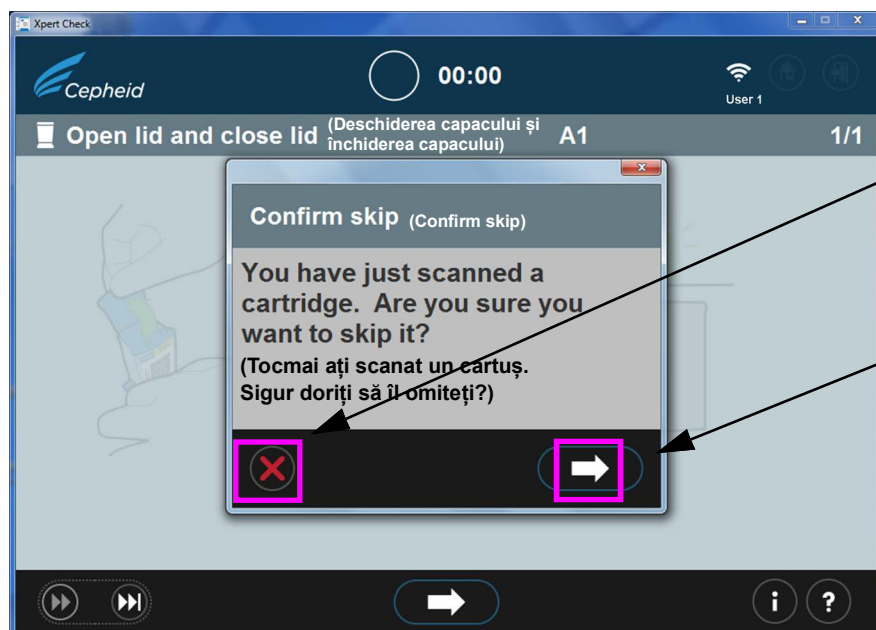 Xpert Check
Cepheid
00:00
User 1
Open lid and close lid (Deschiderea capacului și
închiderea capacului)
A1
1/1
Confirm skip (Confirm skip)
You have just scanned a
cartridge. Are you sure you
want to skip it?
(Tocmai ați scanat un cartuș.
Sigur doriți să îl omiteți?)
i
?